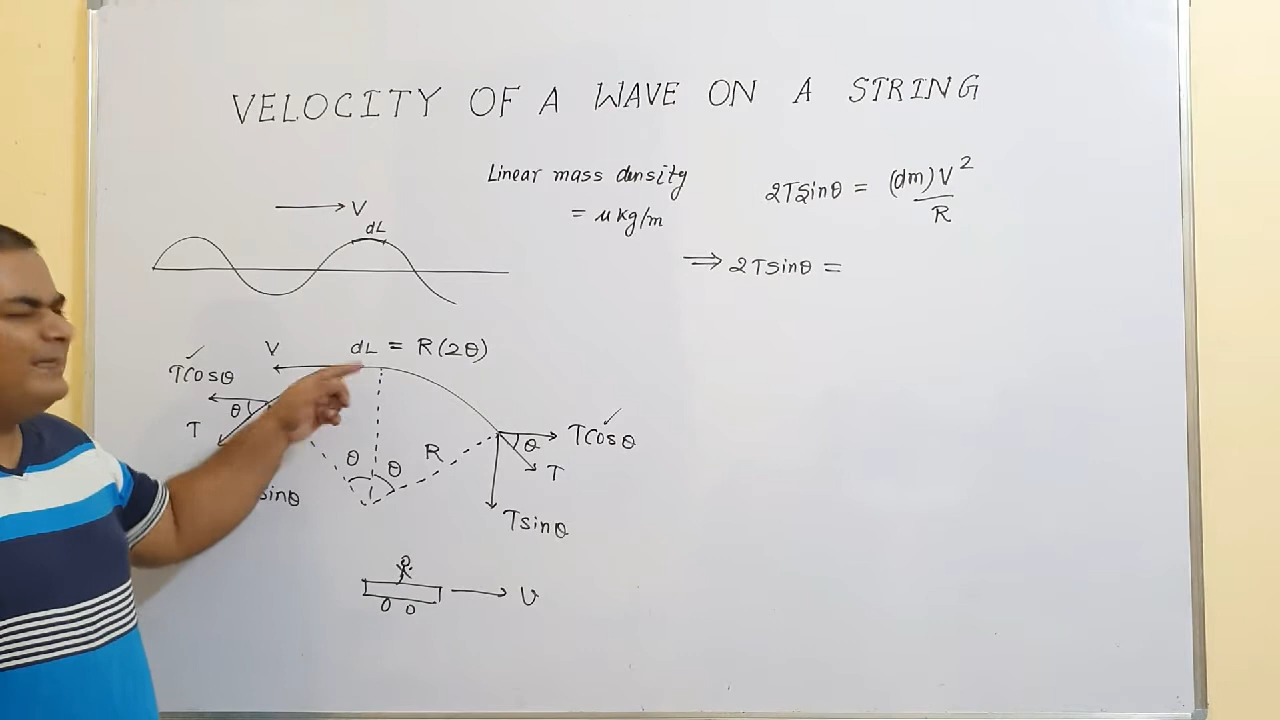 VELOCITY OF A WAVE ON A STRING
Linear mass density
= μ kg/m
2Tsinθ = (dm)V²/R
⇒ 2Tsinθ =
V
dL
V
dL = R(2θ)
Tcosθ ✓
θ
T
sinθ
θ θ
R
Tcosθ ✓
θ
T
Tsinθ
v